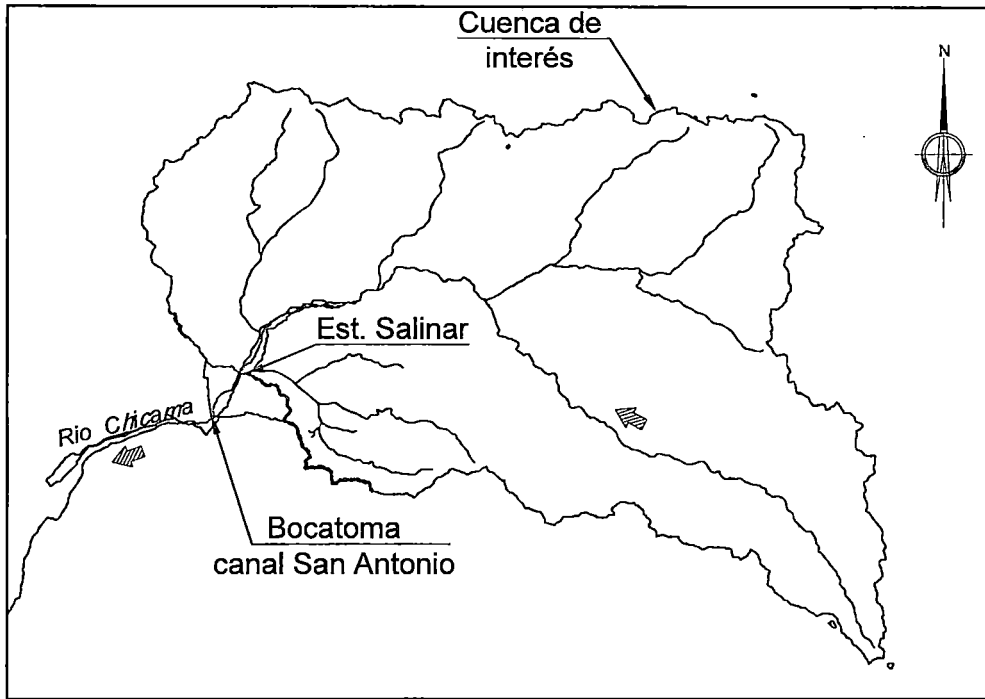 Cuenca de
interés
N
Est. Salinar
Rio Chicama
Bocatoma
canal San Antonio